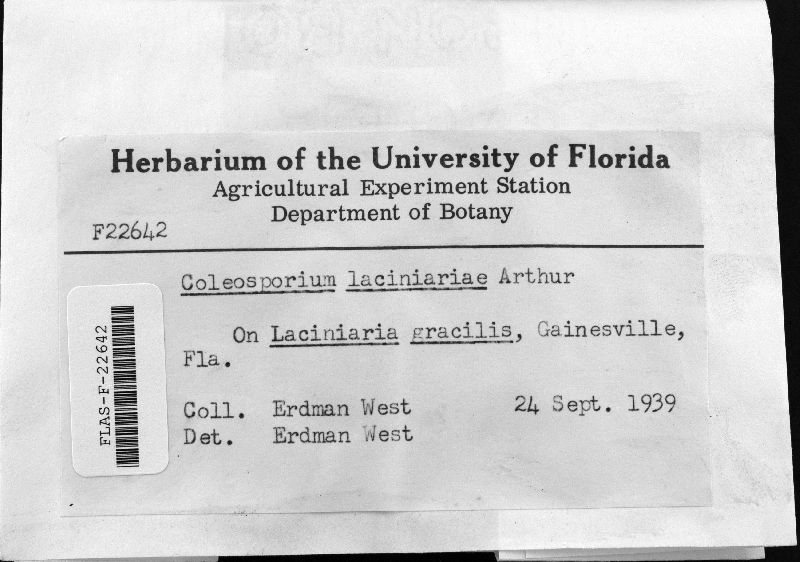 Herbarium of the University of Florida
Agricultural Experiment Station
Department of Botany
F22642
Coleosporium laciniariae Arthur
On Laciniaria gracilis, Gainesville,
Fla.
Coll. Erdman West 24 Sept. 1939
Det. Erdman West
FLAS-F-22642